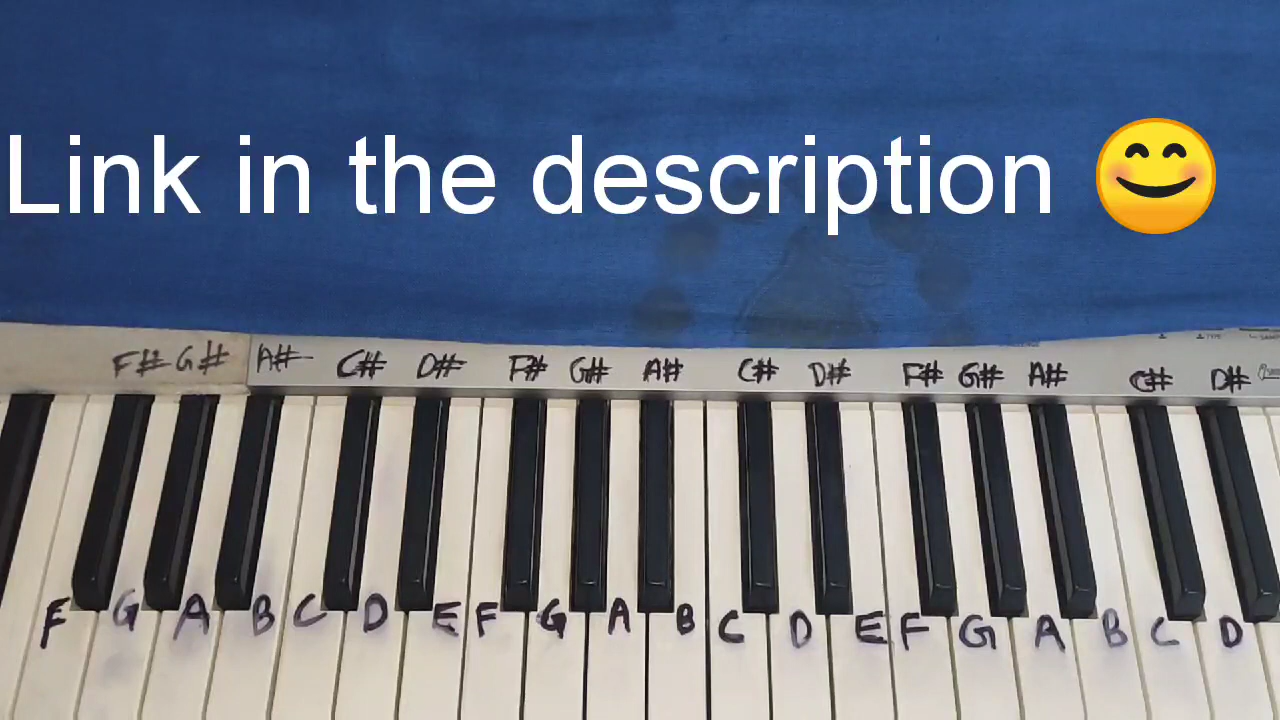 Link in the description 😊
F# G# A# C# D# F# G# A# C# D# F# G# A# C# D#
F G A B C D E F G A B C D E F G A B C D